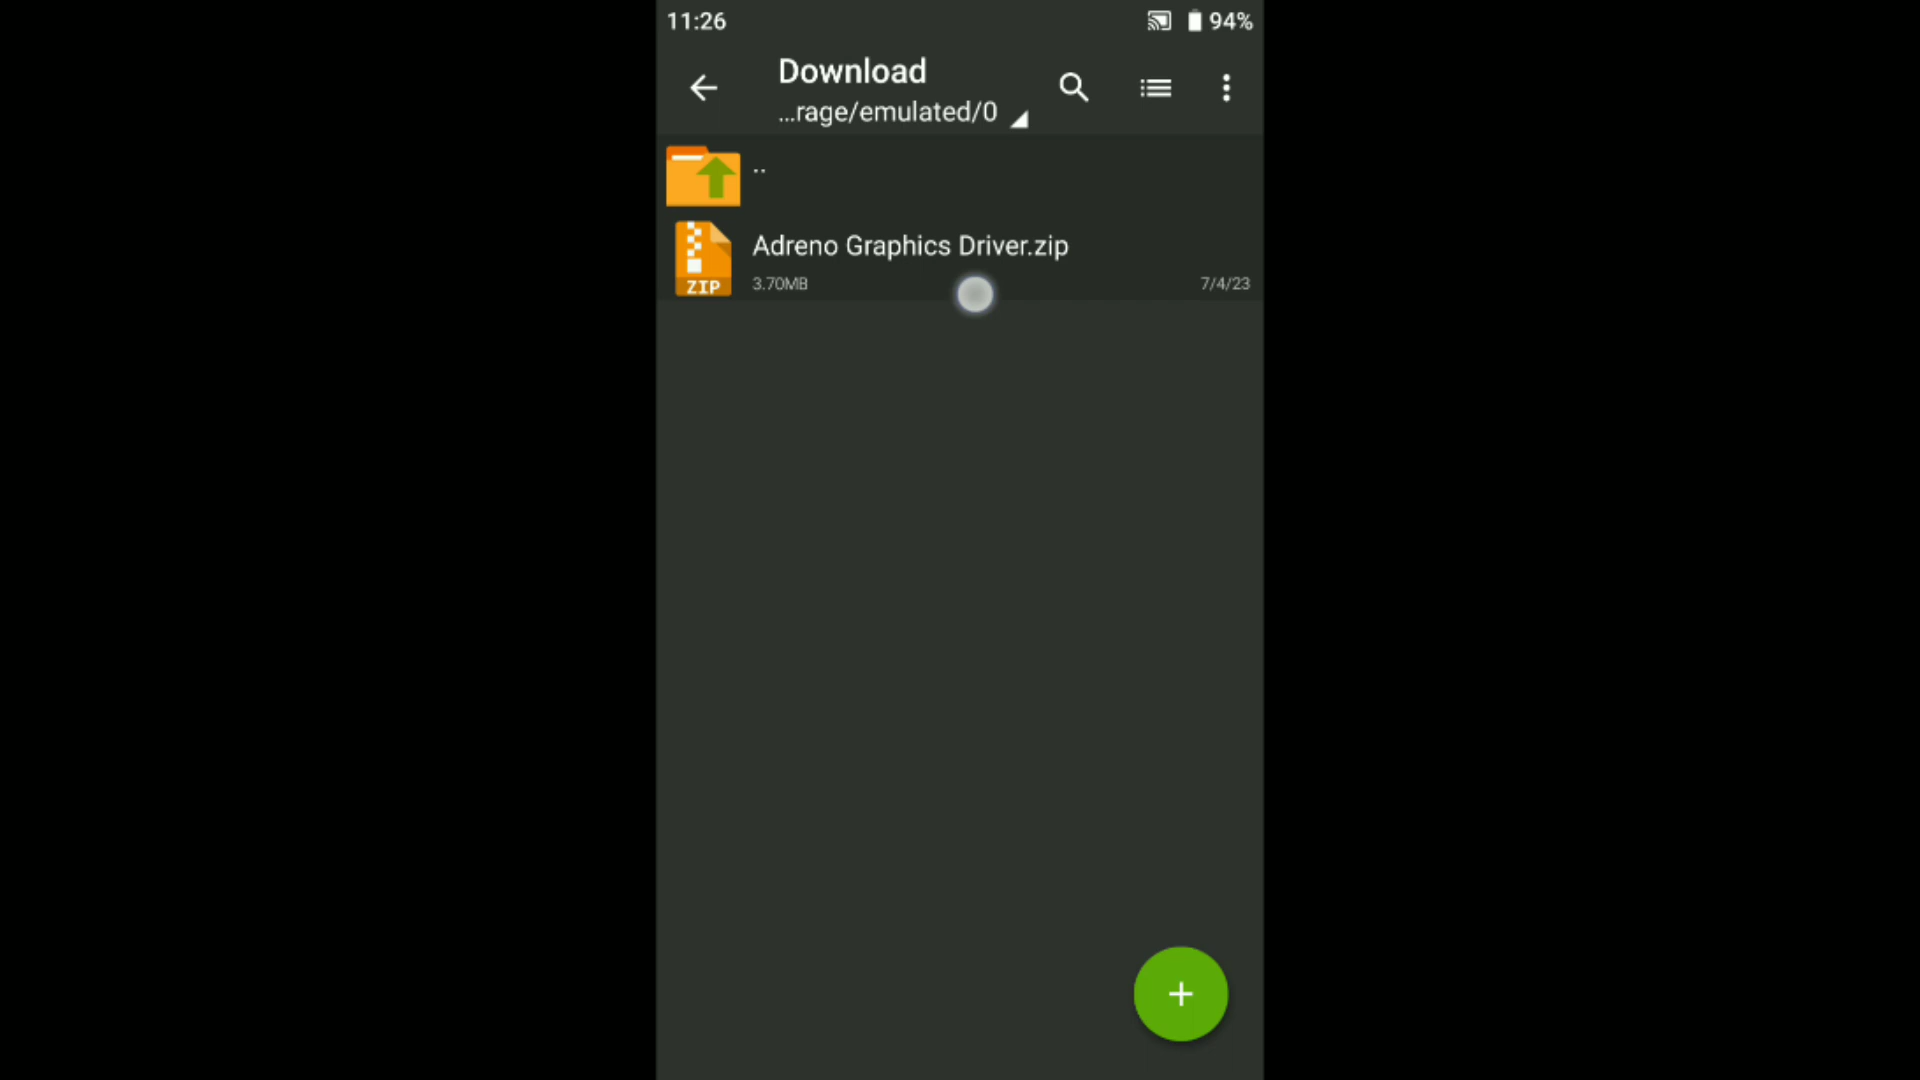 11:26
94%
Download
...rage/emulated/0
..
Adreno Graphics Driver.zip
ZIP
3.70MB
7/4/23